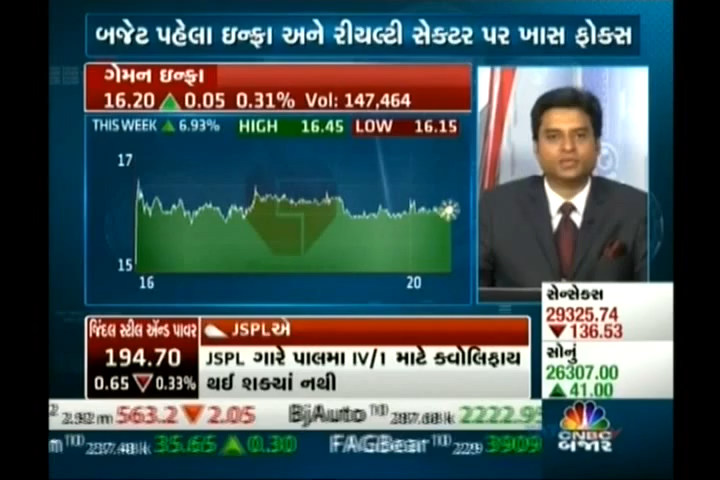 બજેટ પહેલા ઇન્ફ્રા અને રીયલ્ટી સેક્ટર પર ખાસ ફોકસ
ગેમન ઇન્ફ્રા
16.20 ▲ 0.05 0.31% Vol: 147,464
THIS WEEK ▲ 6.93% HIGH 16.45 LOW 16.15
17
15
16 20
સેન્સેક્સ
29325.74
▼136.53
સોનું
26307.00
▲41.00
જિંદલ સ્ટીલ ઍન્ડ પાવર
194.70
0.65 ▼ 0.33%
JSPLએ
JSPL ગારે પાલમા IV/1 માટે ક્વોલિફાય
થઈ શક્યાં નથી
563.2 ▼ 2.05 BjAuto 2222.95
35.65 ▲ 0.30 FAGBear 3909
CNBC
બજાર